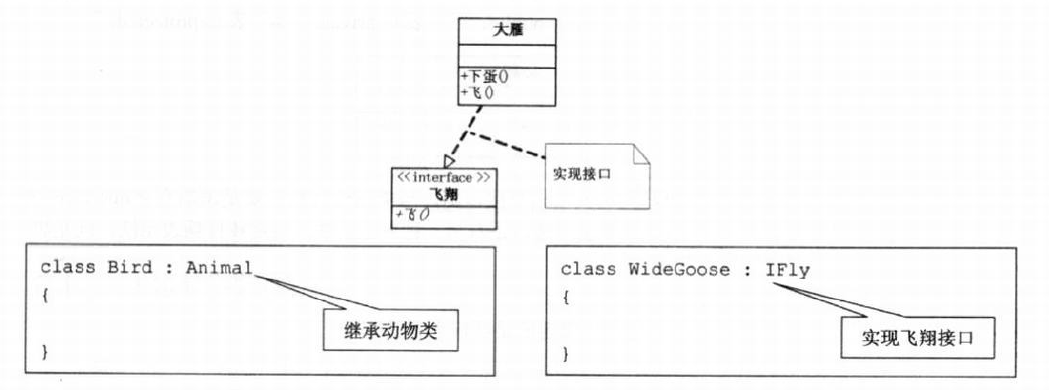 大雁
+下蛋()
+飞()
<<interface>>
飞翔
+飞()
实现接口
class Bird : Animal
{
继承动物类
}
class WideGoose : IFly
{
实现飞翔接口
}